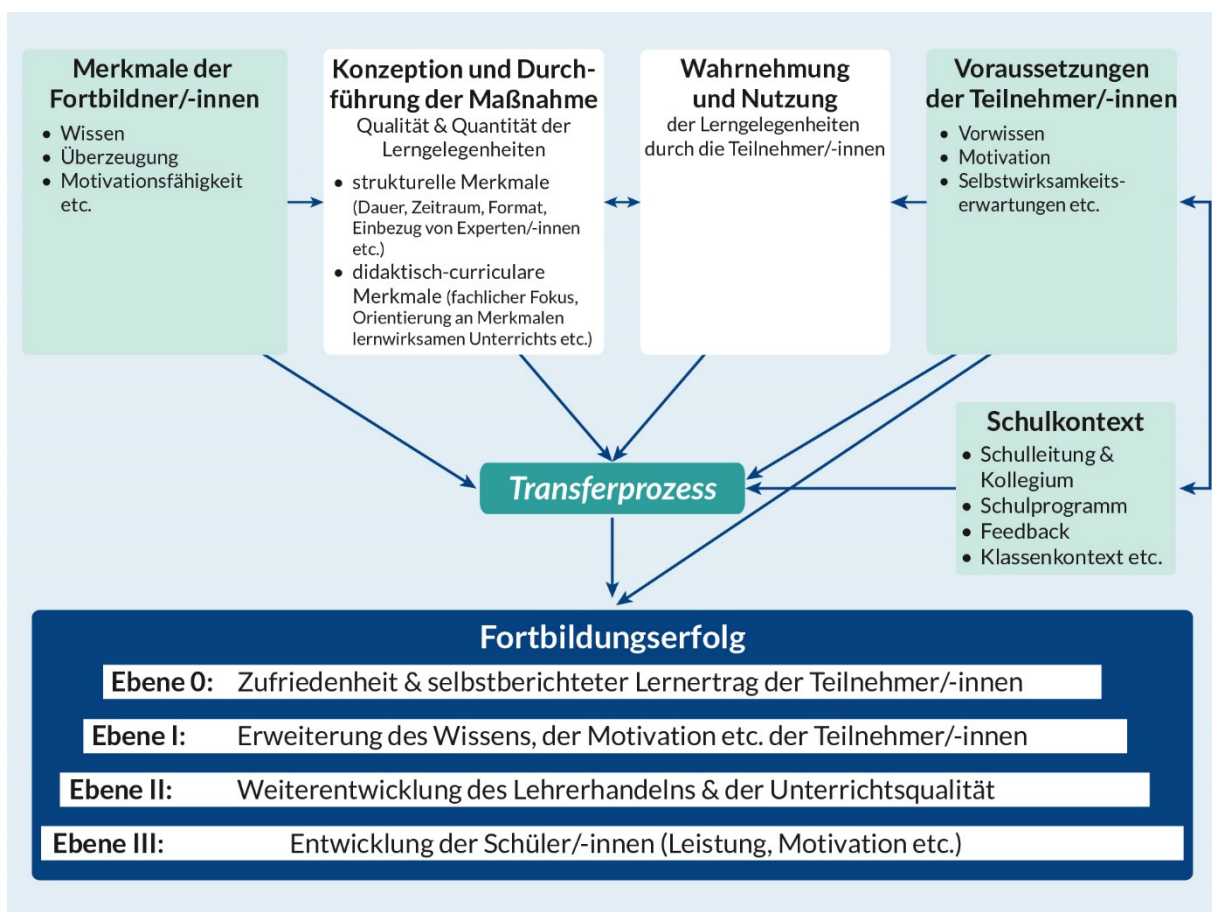 Merkmale der
Fortbildner/-innen
• Wissen
• Überzeugung
• Motivationsfähigkeit
etc.
Konzeption und Durch-
führung der Maßnahme
Qualität & Quantität der
Lerngelegenheiten
• strukturelle Merkmale
(Dauer, Zeitraum, Format,
Einbezug von Experten/-innen
etc.)
• didaktisch-curriculare
Merkmale (fachlicher Fokus,
Orientierung an Merkmalen
lernwirksamen Unterrichts etc.)
Wahrnehmung
und Nutzung
der Lerngelegenheiten
durch die Teilnehmer/-innen
Voraussetzungen
der Teilnehmer/-innen
• Vorwissen
• Motivation
• Selbstwirksamkeits-
erwartungen etc.
Schulkontext
• Schulleitung &
Kollegium
• Schulprogramm
• Feedback
• Klassenkontext etc.
Transferprozess
Fortbildungserfolg
Ebene 0: Zufriedenheit & selbstberichteter Lernertrag der Teilnehmer/-innen
Ebene I: Erweiterung des Wissens, der Motivation etc. der Teilnehmer/-innen
Ebene II: Weiterentwicklung des Lehrerhandelns & der Unterrichtsqualität
Ebene III: Entwicklung der Schüler/-innen (Leistung, Motivation etc.)